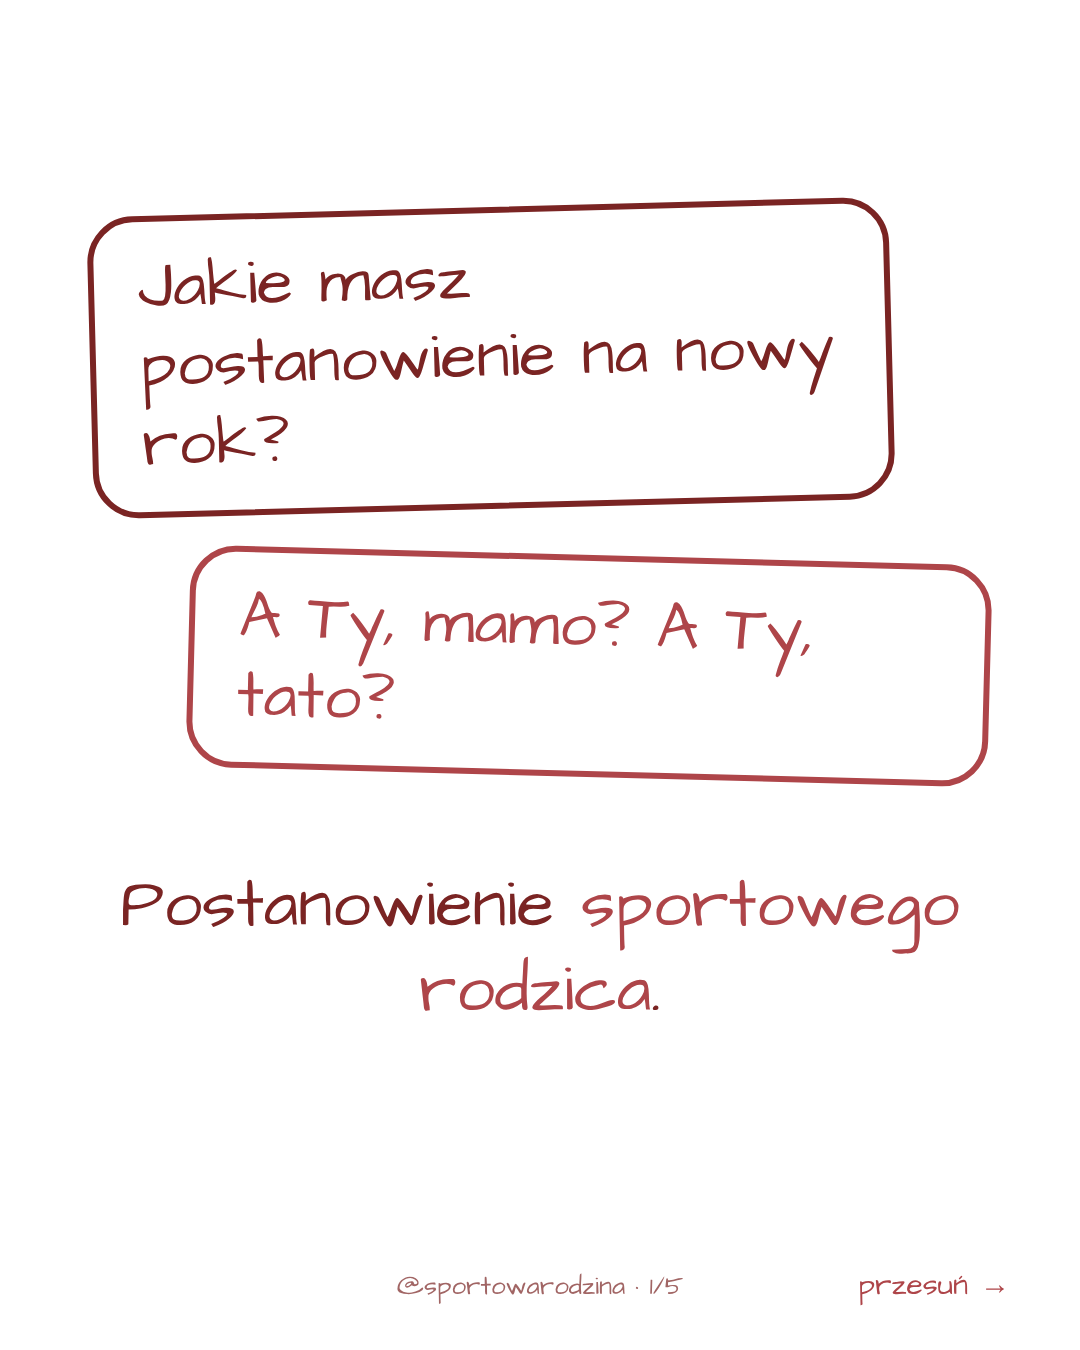 Jakie masz
postanowienie na nowy
rok?
A Ty, mamo? A Ty,
tato?
Postanowienie sportowego
rodzica.
@sportowarodzina · 1/5
przesuń →